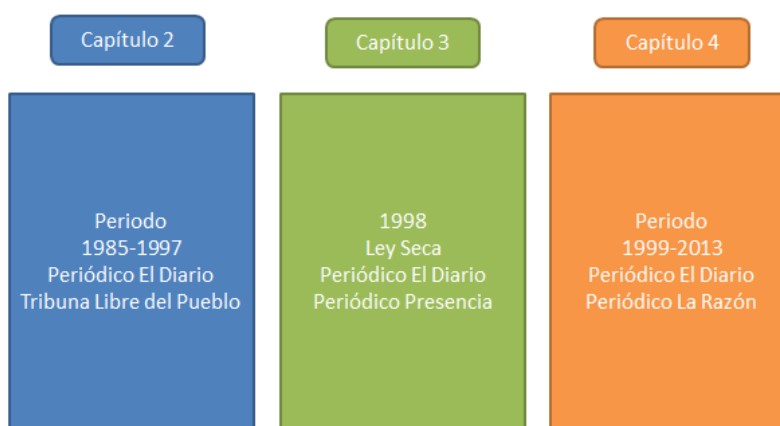 Capítulo 2
Capítulo 3
Capítulo 4
Periodo
1985-1997
Periódico El Diario
Tribuna Libre del Pueblo
1998
Ley Seca
Periódico El Diario
Periódico Presencia
Periodo
1999-2013
Periódico El Diario
Periódico La Razón